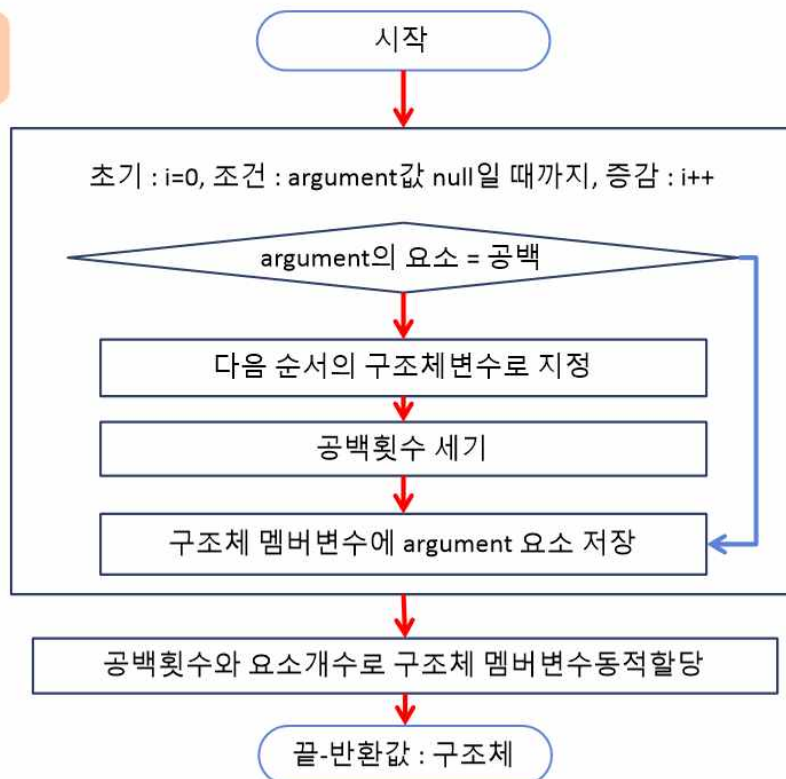 시작
초기 : i=0, 조건 : argument값 null일 때까지, 증감 : i++
argument의 요소 = 공백
다음 순서의 구조체변수로 지정
공백횟수 세기
구조체 멤버변수에 argument 요소 저장
공백횟수와 요소개수로 구조체 멤버변수동적할당
끝-반환값 : 구조체